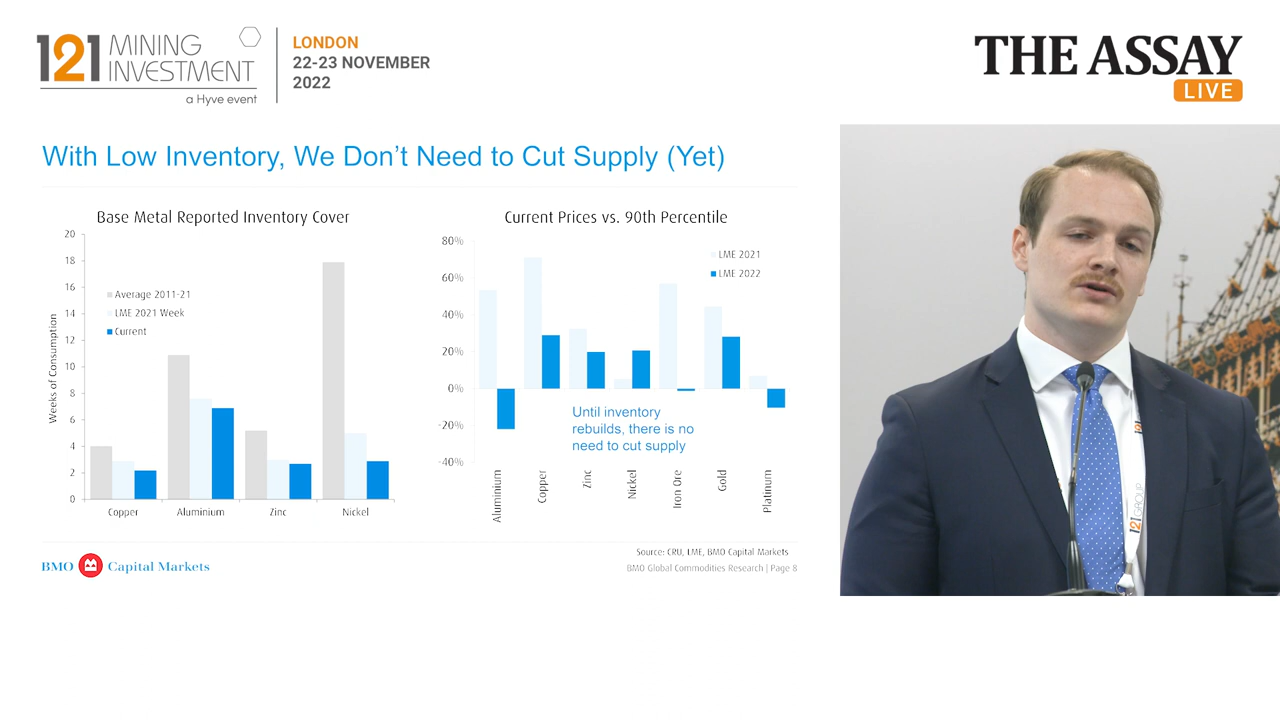 121 MINING INVESTMENT
a Hyve event
LONDON
22-23 NOVEMBER
2022
THE ASSAY
LIVE
With Low Inventory, We Don't Need to Cut Supply (Yet)
Base Metal Reported Inventory Cover
Weeks of Consumption
20
18
16
14
12
10
8
6
4
2
0
Average 2011-21
LME 2021 Week
Current
Copper
Aluminium
Zinc
Nickel
Current Prices vs. 90th Percentile
80%
60%
40%
20%
0%
-20%
-40%
LME 2021
LME 2022
Until inventory
rebuilds, there is no
need to cut supply
Aluminium
Copper
Zinc
Nickel
Iron Ore
Gold
Platinum
Source: CRU, LME, BMO Capital Markets
BMO Global Commodities Research | Page 8
BMO Capital Markets
121 GROUP